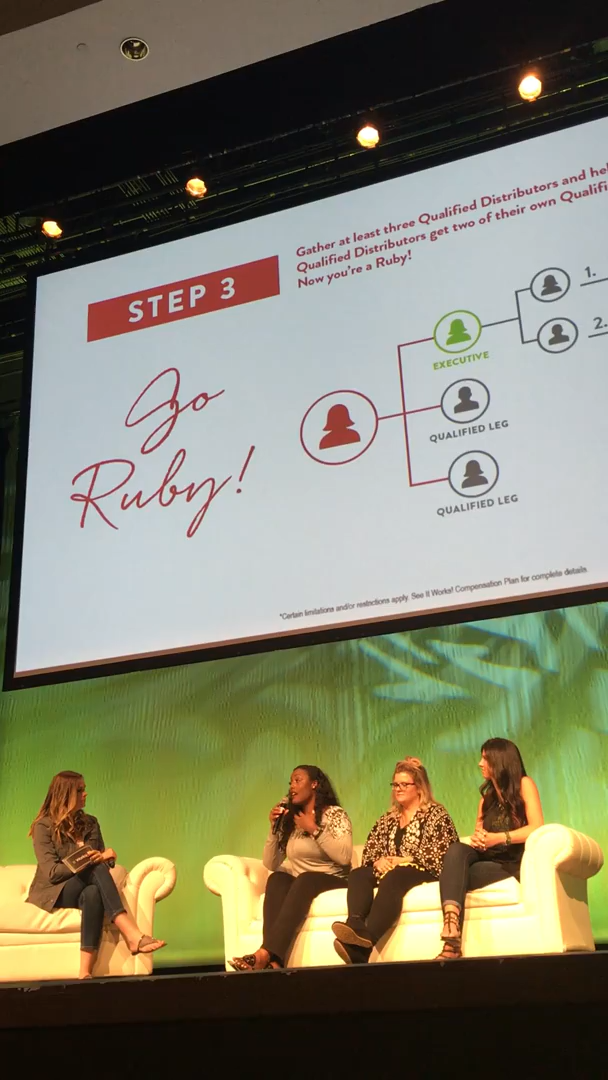 Gather at least three Qualified Distributors and
Qualified Distributors get two of their own
Now you're a Ruby!
STEP 3
Go
Ruby!
EXECUTIVE
1.
2.
QUALIFIED LEG
QUALIFIED LEG
*Certain limitations and/or restrictions apply. See It Works! Compensation Plan for complete details.